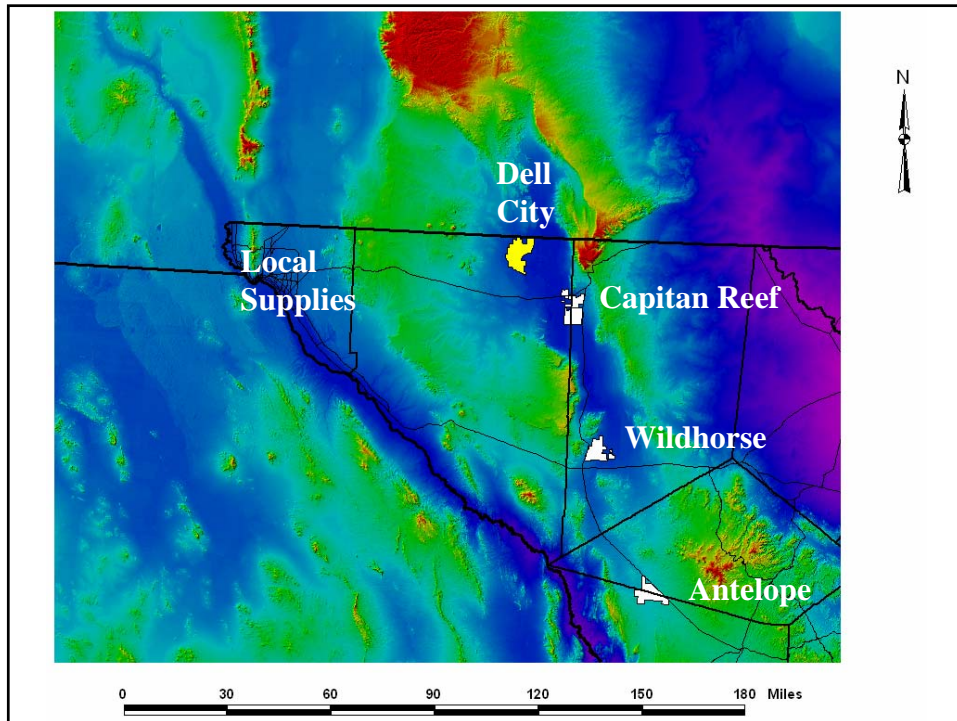 N
Dell
City
Local
Supplies
Capitan Reef
Wildhorse
Antelope
0 30 60 90 120 150 180 Miles